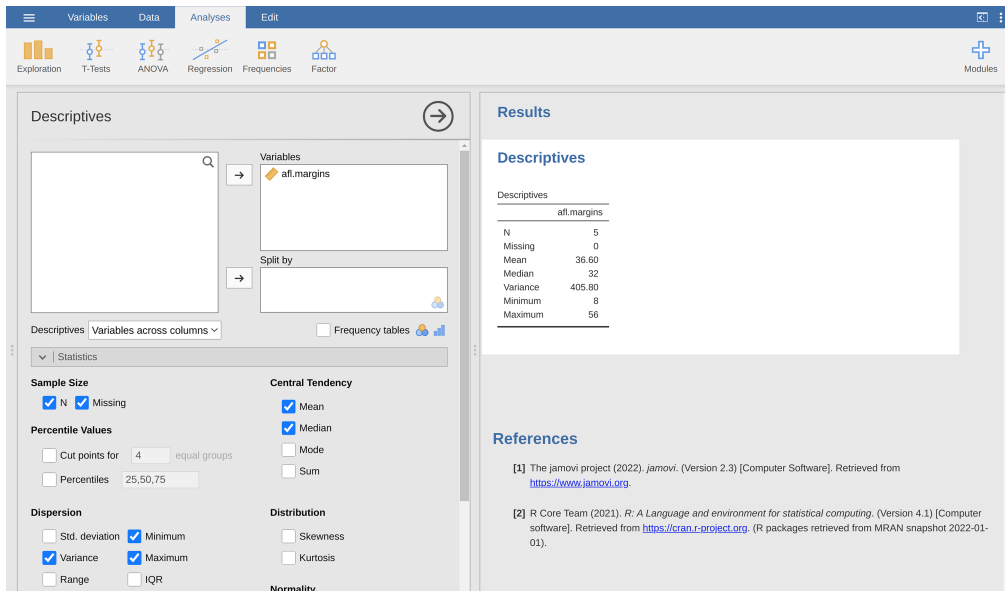 Variables Data Analyses Edit
Exploration T-Tests ANOVA Regression Frequencies Factor Modules
Descriptives
Variables
afl.margins
Split by
Descriptives Variables across columns Frequency tables
Statistics
Sample Size
N Missing
Percentile Values
Cut points for 4 equal groups
Percentiles 25,50,75
Central Tendency
Mean
Median
Mode
Sum
Dispersion
Std. deviation Minimum
Variance Maximum
Range IQR
Distribution
Skewness
Kurtosis
Normality
Results
Descriptives
Descriptives
afl.margins
N 5
Missing 0
Mean 36.60
Median 32
Variance 405.80
Minimum 8
Maximum 56
References
[1] The jamovi project (2022). jamovi. (Version 2.3) [Computer Software]. Retrieved from
https://www.jamovi.org.
[2] R Core Team (2021). R: A Language and environment for statistical computing. (Version 4.1) [Computer
software]. Retrieved from https://cran.r-project.org. (R packages retrieved from MRAN snapshot 2022-01-
01).